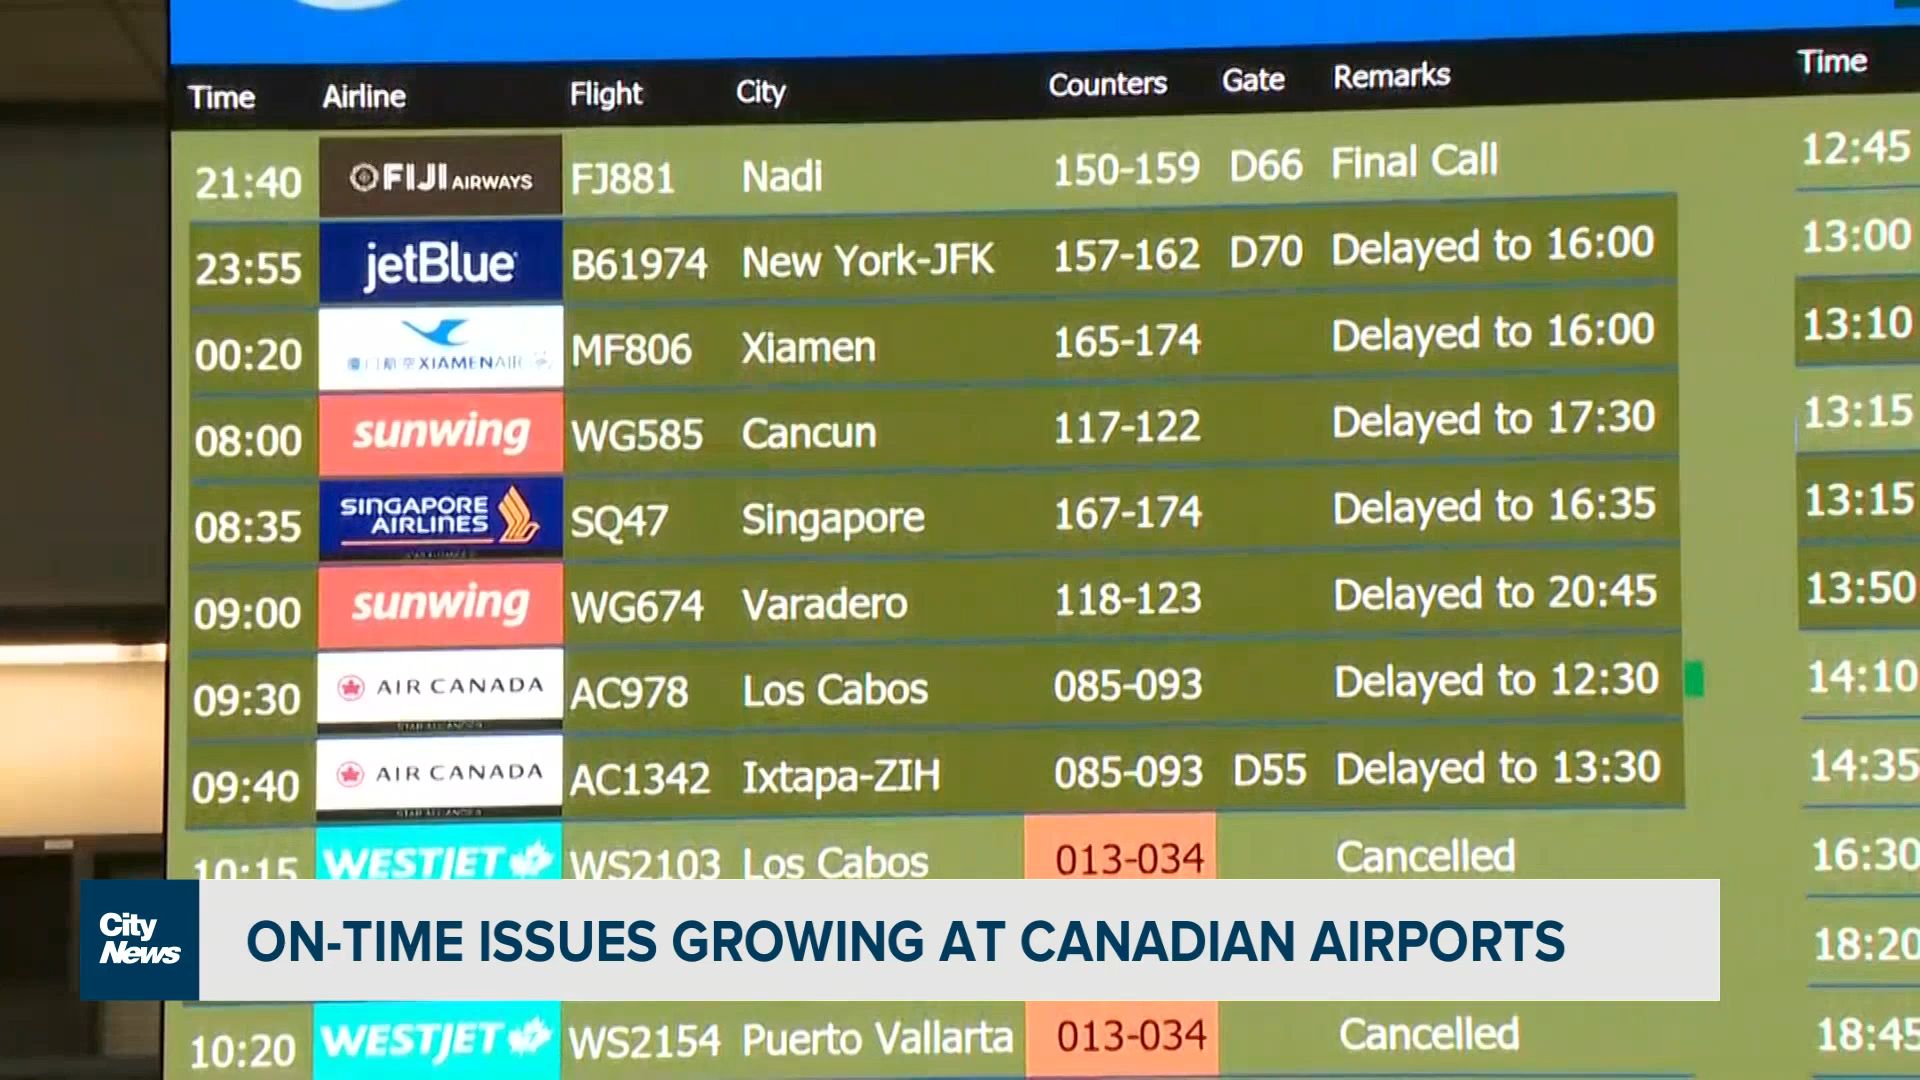 Time Airline Flight City Counters Gate Remarks Time
21:40 FIJI AIRWAYS FJ881 Nadi 150-159 D66 Final Call 12:45
23:55 jetBlue B61974 New York-JFK 157-162 D70 Delayed to 16:00 13:00
00:20 厦门航空 XIAMENAIR MF806 Xiamen 165-174 Delayed to 16:00 13:10
08:00 sunwing WG585 Cancun 117-122 Delayed to 17:30 13:15
08:35 SINGAPORE AIRLINES SQ47 Singapore 167-174 Delayed to 16:35 13:15
09:00 sunwing WG674 Varadero 118-123 Delayed to 20:45 13:50
09:30 AIR CANADA AC978 Los Cabos 085-093 Delayed to 12:30 14:10
09:40 AIR CANADA AC1342 Ixtapa-ZIH 085-093 D55 Delayed to 13:30 14:35
10:15 WESTJET WS2103 Los Cabos 013-034 Cancelled 16:30
City News ON-TIME ISSUES GROWING AT CANADIAN AIRPORTS 18:20
10:20 WESTJET WS2154 Puerto Vallarta 013-034 Cancelled 18:45